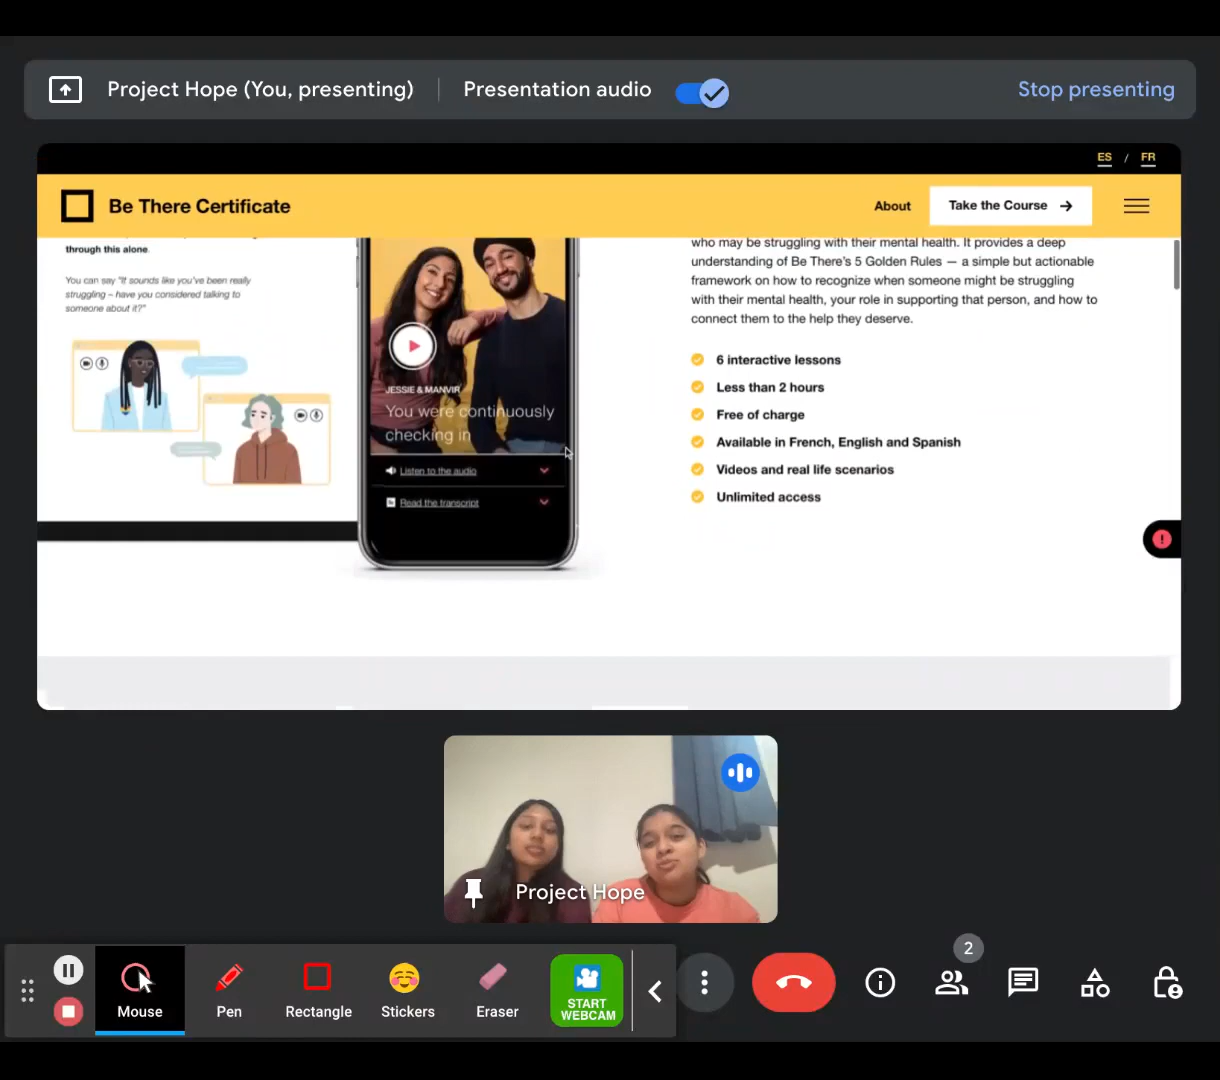 Project Hope (You, presenting)
Presentation audio
Stop presenting
ES / FR
Be There Certificate
About
Take the Course
through this alone.
You can say "It sounds like you've been really
struggling – have you considered talking to
someone about it?"
JESSIE & MANVIR
You were continuously
checking in
Listen to the audio
Read the transcript
who may be struggling with their mental health. It provides a deep
understanding of Be There's 5 Golden Rules — a simple but actionable
framework on how to recognize when someone might be struggling
with their mental health, your role in supporting that person, and how to
connect them to the help they deserve.
6 interactive lessons
Less than 2 hours
Free of charge
Available in French, English and Spanish
Videos and real life scenarios
Unlimited access
Project Hope
Mouse
Pen
Rectangle
Stickers
Eraser
START
WEBCAM
2